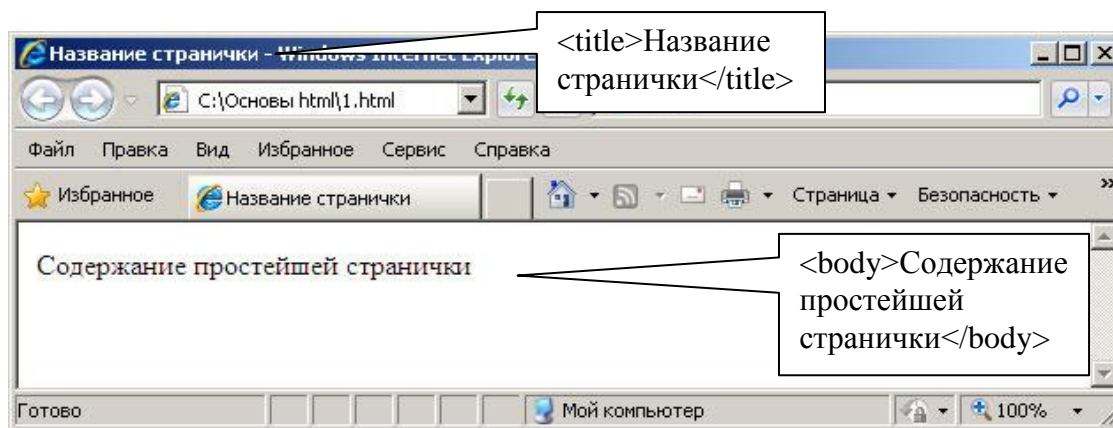 Название странички - Windows Internet Explore
<title>Название
странички</title>
C:\Основы html\1.html
Файл Правка Вид Избранное Сервис Справка
Избранное Название странички Страница Безопасность »
Содержание простейшей странички
<body>Содержание
простейшей
странички</body>
Готово Мой компьютер 100%